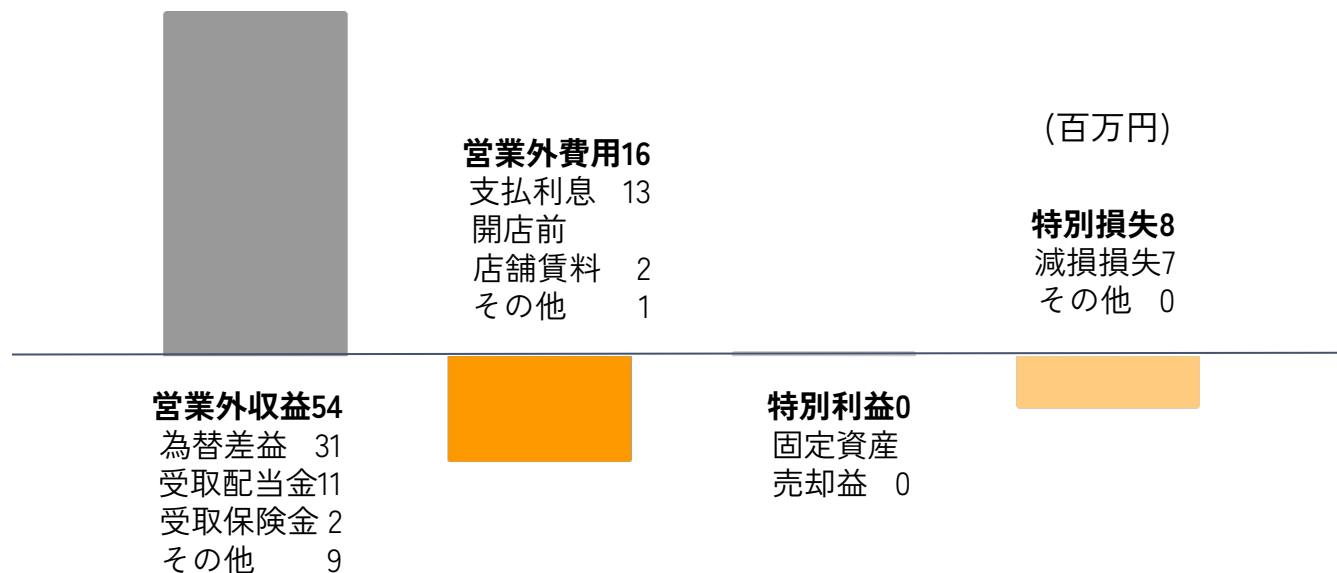 営業外費用16
支払利息 13
開店前
店舗賃料 2
その他 1
(百万円)
特別損失8
減損損失7
その他 0
営業外収益54
為替差益 31
受取配当金11
受取保険金 2
その他 9
特別利益0
固定資産
売却益 0